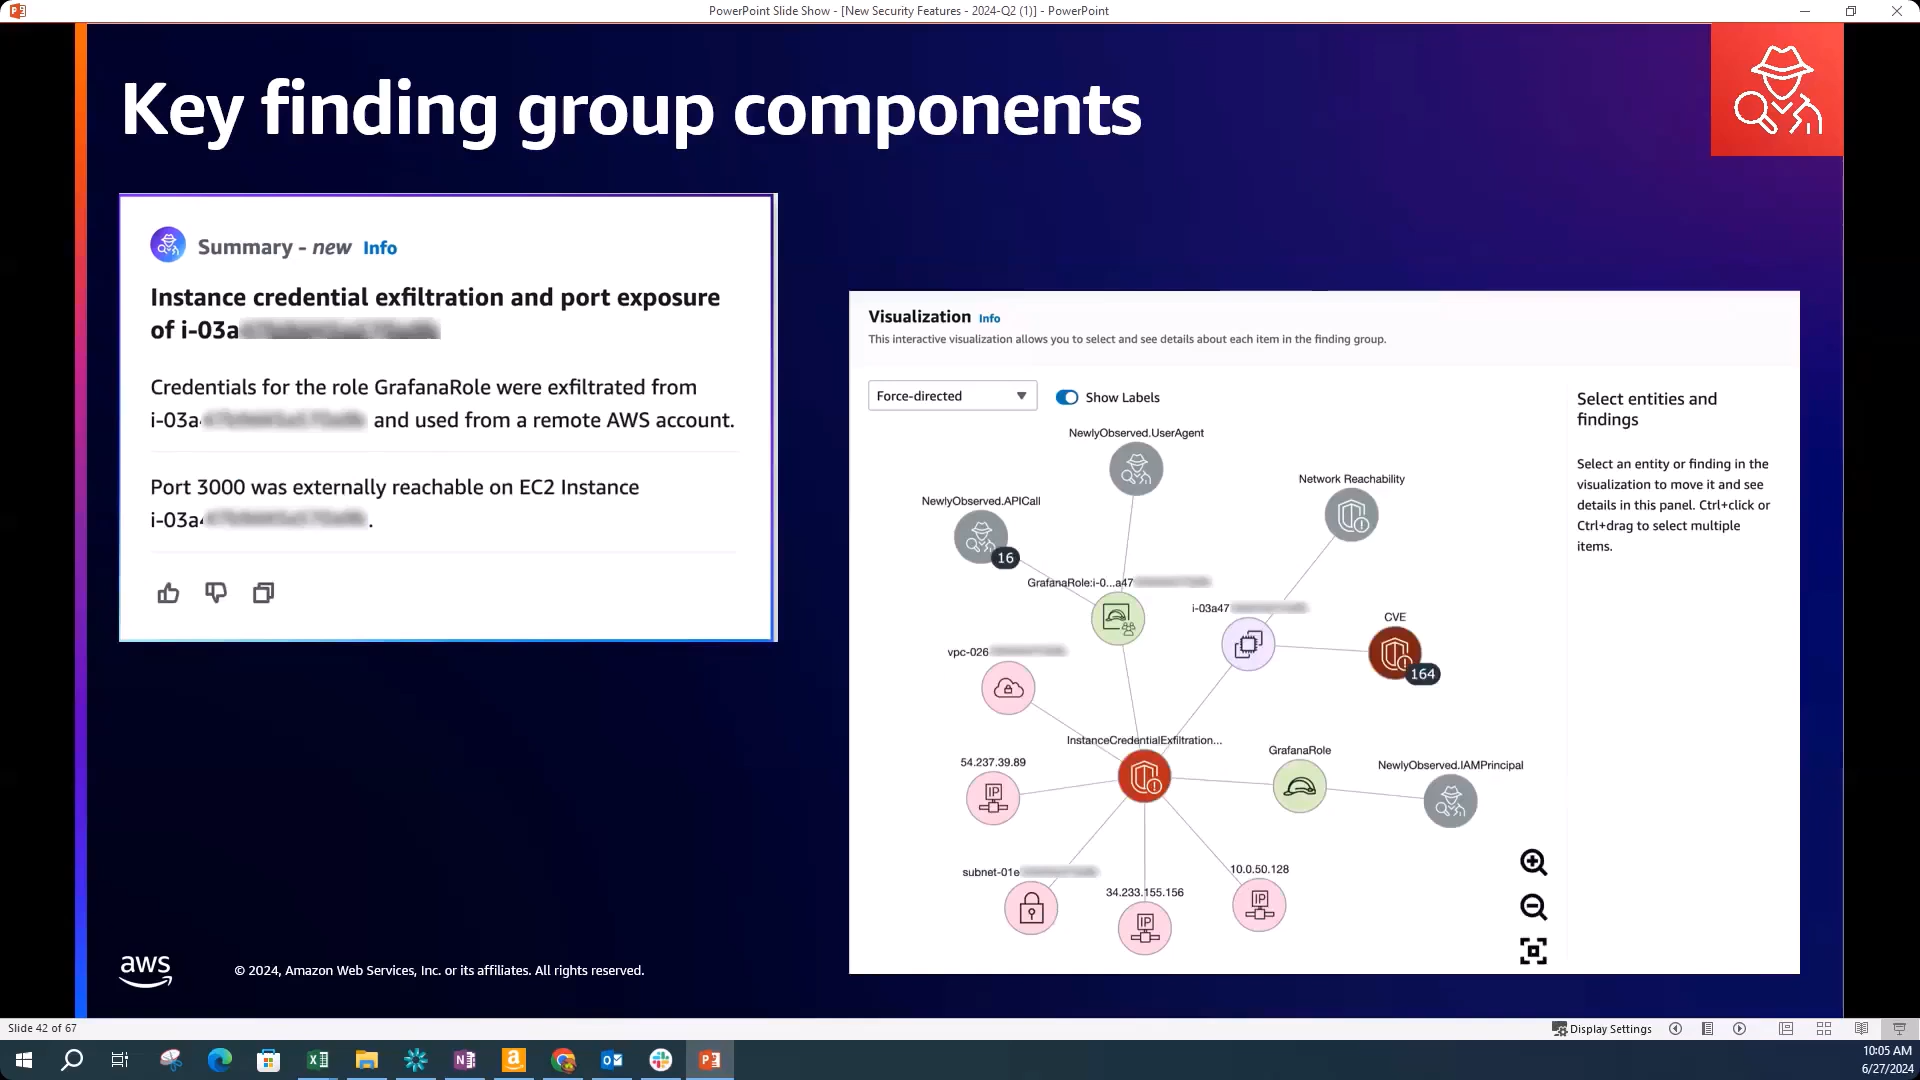 PowerPoint Slide Show - [New Security Features - 2024-Q2 (1)] - PowerPoint
Key finding group components
Summary - new Info
Instance credential exfiltration and port exposure
of i-03a
Credentials for the role GrafanaRole were exfiltrated from
i-03a and used from a remote AWS account.
Port 3000 was externally reachable on EC2 Instance
i-03a .
Visualization Info
This interactive visualization allows you to select and see details about each item in the finding group.
Force-directed
Show Labels
Select entities and
findings
Select an entity or finding in the
visualization to move it and see
details in this panel. Ctrl+click or
Ctrl+drag to select multiple
items.
NewlyObserved.UserAgent
Network Reachability
NewlyObserved.APICall
16
GrafanaRole:i-0...a47
i-03a47
CVE
164
vpc-026
InstanceCredentialExfiltration...
GrafanaRole
54.237.39.89
IP
NewlyObserved.IAMPrincipal
subnet-01e
34.233.155.156
IP
10.0.50.128
IP
aws
© 2024, Amazon Web Services, Inc. or its affiliates. All rights reserved.
Slide 42 of 67
Display Settings
10:05 AM
6/27/2024